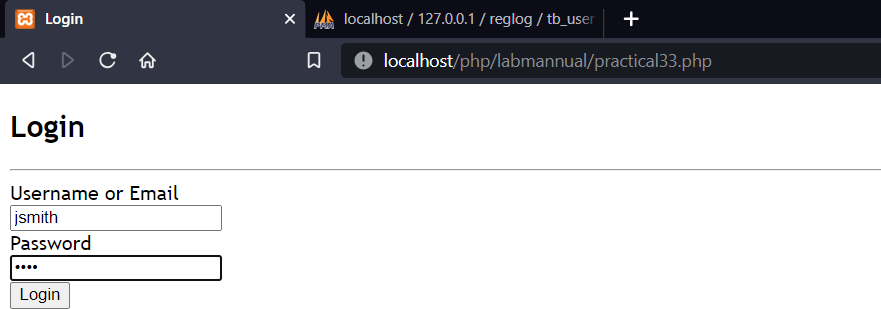 Login
localhost / 127.0.0.1 / reglog / tb_user
localhost/php/labmannual/practical33.php
Login
Username or Email
jsmith
Password
••••
Login